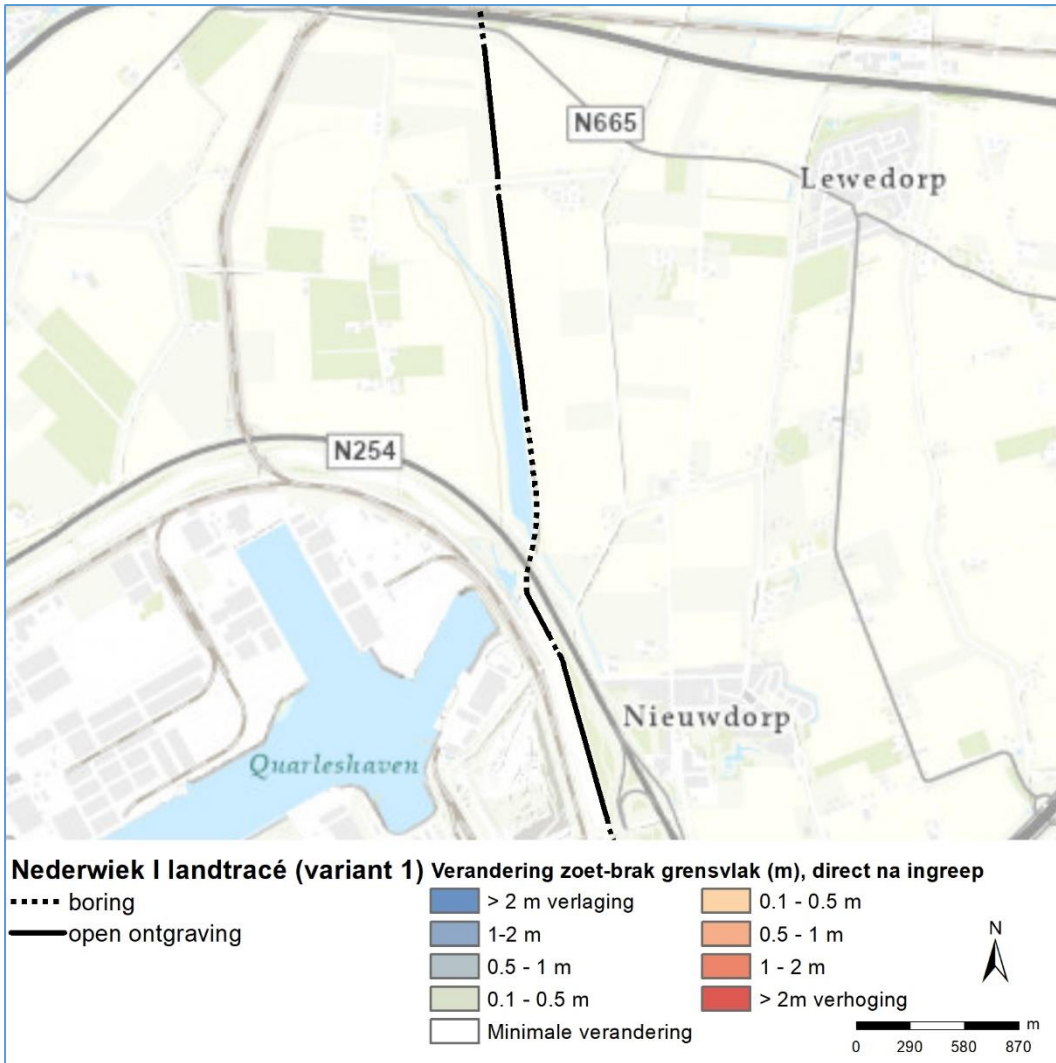 N665
Lewedorp
N254
Nieuwdorp
Quarleshaven
Nederwiek I landtracé (variant 1)
boring
open ontgraving
Verandering zoet-brak grensvlak (m), direct na ingreep
> 2 m verlaging
1-2 m
0.5 - 1 m
0.1 - 0.5 m
Minimale verandering
0.1 - 0.5 m
0.5 - 1 m
1 - 2 m
> 2m verhoging
N
m
0 290 580 870